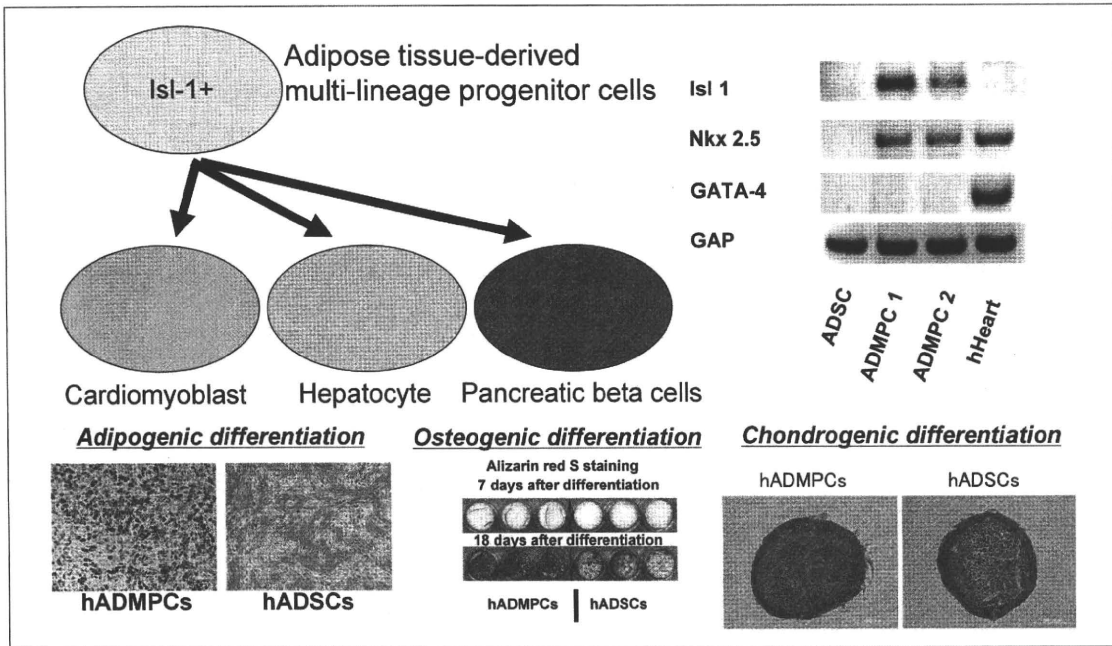 Isl-1+
Adipose tissue-derived
multi-lineage progenitor cells
Cardiomyoblast
Hepatocyte
Pancreatic beta cells
Isl 1
Nkx 2.5
GATA-4
GAP
ADSC
ADMPC 1
ADMPC 2
hHeart
Adipogenic differentiation
hADMPCs
hADSCs
Osteogenic differentiation
Alizarin red S staining
7 days after differentiation
18 days after differentiation
hADMPCs
hADSCs
Chondrogenic differentiation
hADMPCs
hADSCs